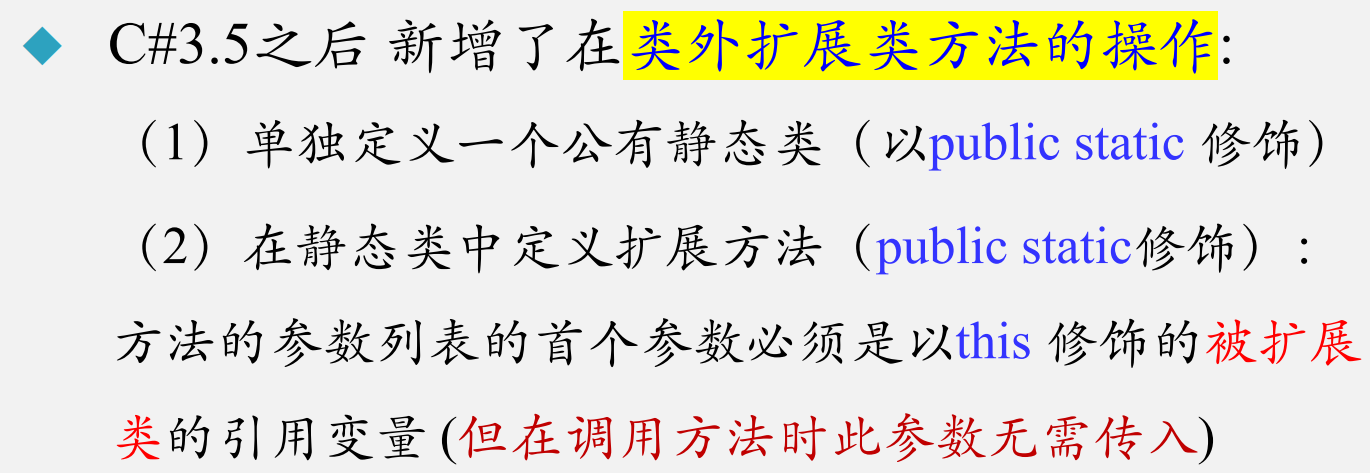 C#3.5之后 新增了在类外扩展类方法的操作:
（1）单独定义一个公有静态类（以public static 修饰）
（2）在静态类中定义扩展方法（public static修饰）:
方法的参数列表的首个参数必须是以this 修饰的被扩展
类的引用变量 (但在调用方法时此参数无需传入)